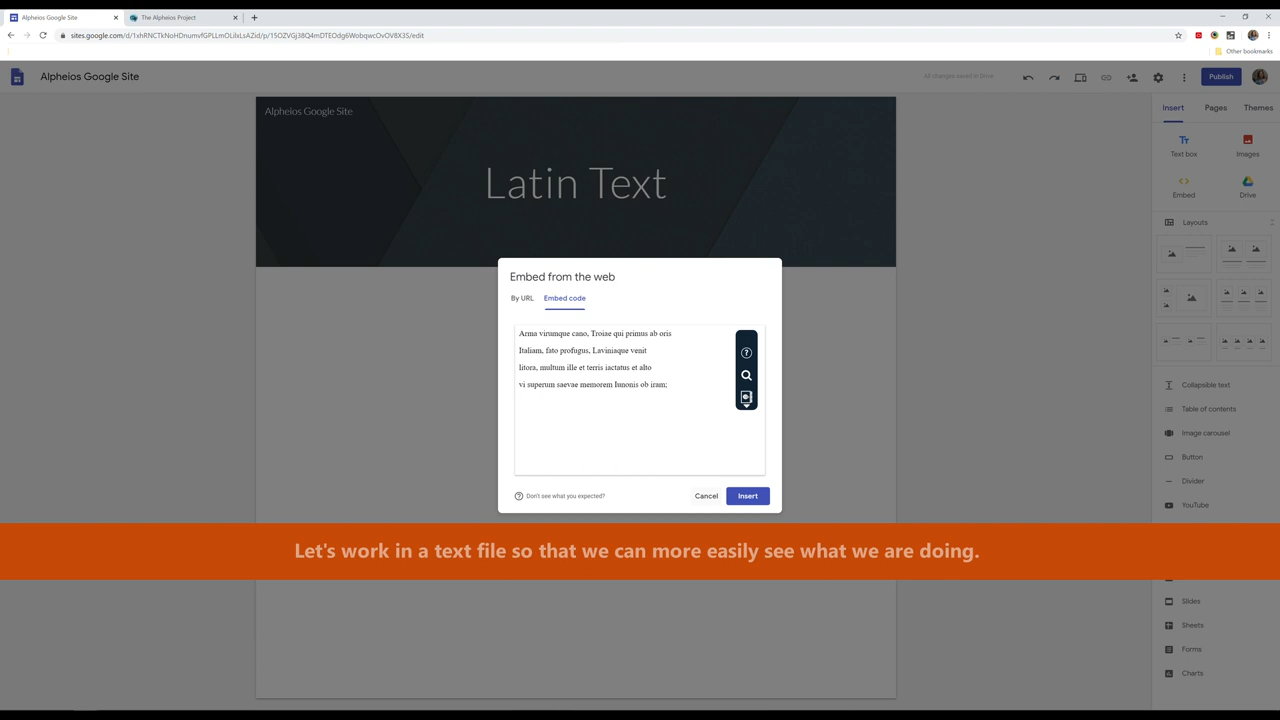 Alpheios Google Site
The Alpheios Project
sites.google.com/d/1xhRNCTkNoHDnumvfGPLLmOLilxLsAZid/p/15OZVGj38Q4mDTEOdg6WobqwcOvOV8X3S/edit
Other bookmarks
Alpheios Google Site
All changes saved in Drive
Publish
Insert
Pages
Themes
Alpheios Google Site
Latin Text
Text box
Images
Embed
Drive
Layouts
Embed from the web
By URL
Embed code
Arma virumque cano, Troiae qui primus ab oris
Italiam, fato profugus, Laviniaque venit
litora, multum ille et terris iactatus et alto
vi superum saevae memorem Iunonis ob iram;
Don't see what you expected?
Cancel
Insert
Collapsible text
Table of contents
Image carousel
Button
Divider
YouTube
Let's work in a text file so that we can more easily see what we are doing.
Slides
Sheets
Forms
Charts